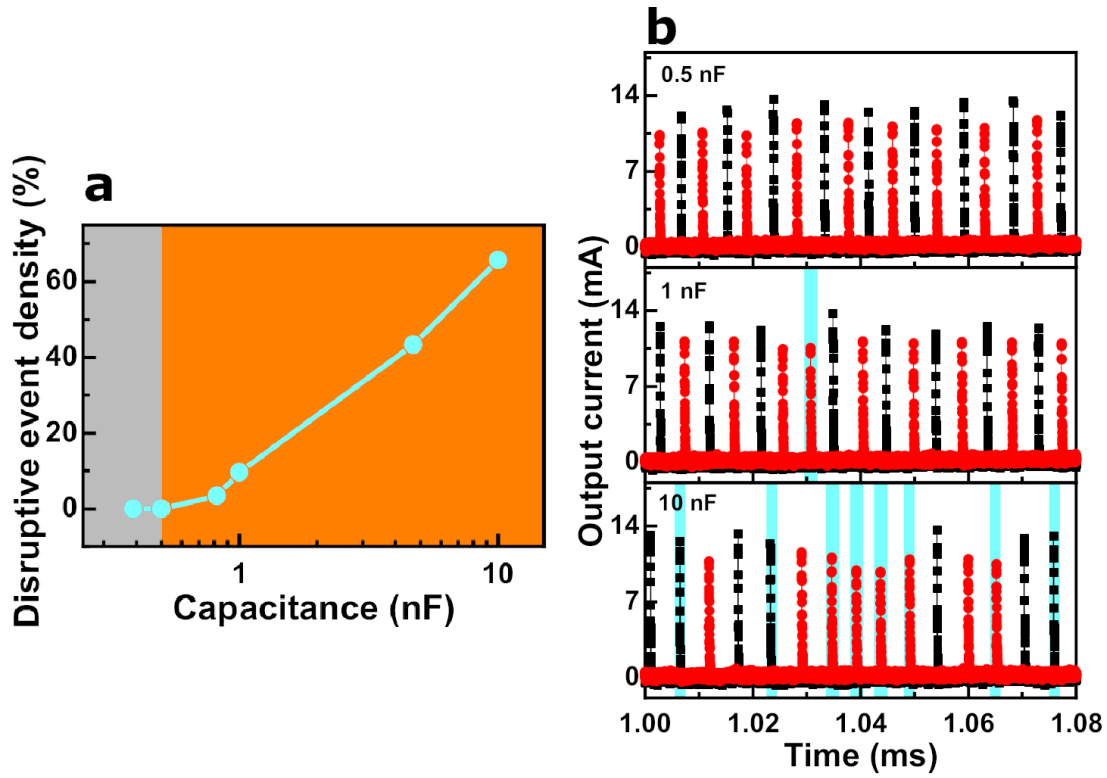 a
Disruptive event density (%)
60
40
20
0
1
10
Capacitance (nF)
b
Output current (mA)
0.5 nF
14
7
0
1 nF
14
7
0
10 nF
14
7
0
1.00
1.02
1.04
1.06
1.08
Time (ms)